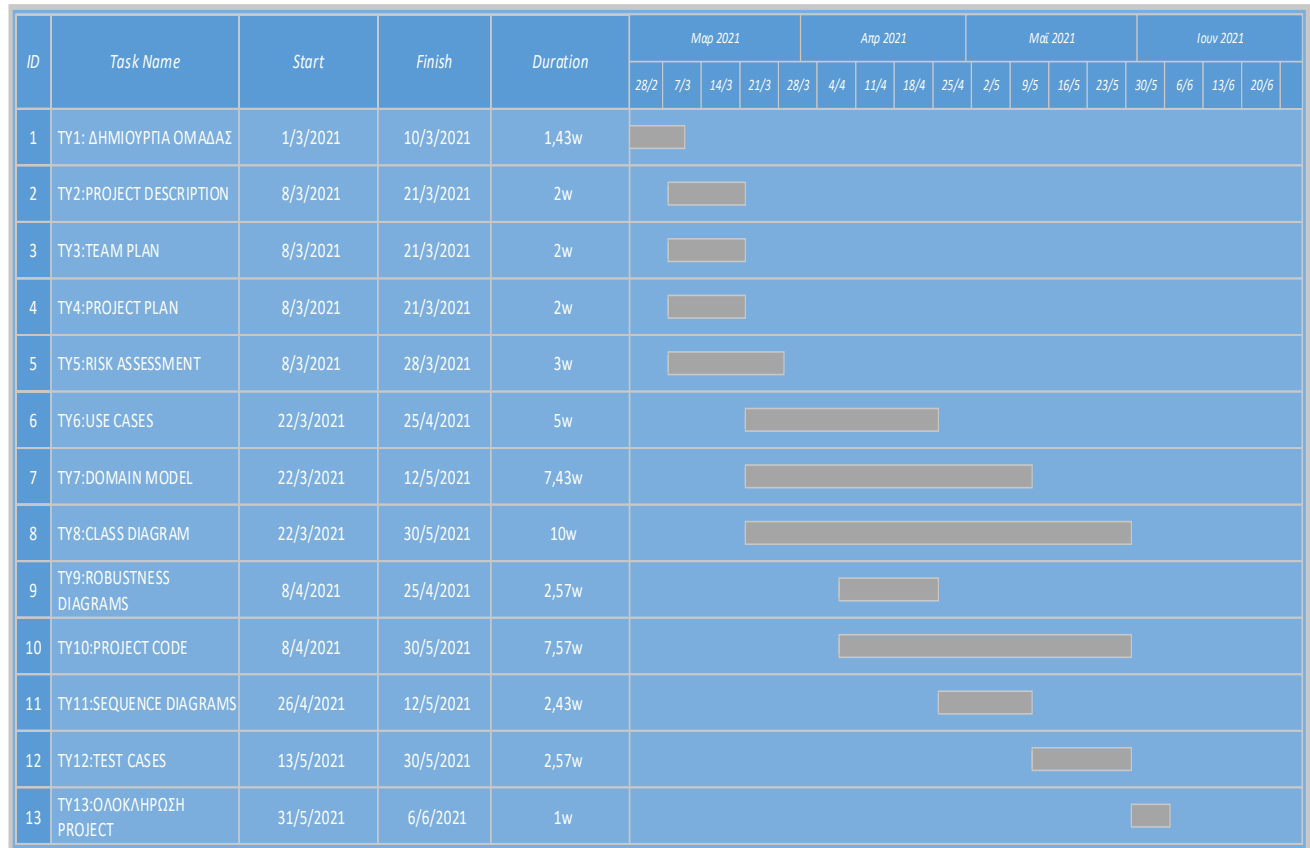 ID Task Name Start Finish Duration Μαρ 2021 Απρ 2021 Μαϊ 2021 Ιουν 2021
28/2 7/3 14/3 21/3 28/3 4/4 11/4 18/4 25/4 2/5 9/5 16/5 23/5 30/5 6/6 13/6 20/6
1 ΤΥ1: ΔΗΜΙΟΥΡΓΙΑ ΟΜΑΔΑΣ 1/3/2021 10/3/2021 1,43w
2 ΤΥ2:PROJECT DESCRIPTION 8/3/2021 21/3/2021 2w
3 ΤΥ3:TEAM PLAN 8/3/2021 21/3/2021 2w
4 ΤΥ4:PROJECT PLAN 8/3/2021 21/3/2021 2w
5 ΤΥ5:RISK ASSESSMENT 8/3/2021 28/3/2021 3w
6 ΤΥ6:USE CASES 22/3/2021 25/4/2021 5w
7 ΤΥ7:DOMAIN MODEL 22/3/2021 12/5/2021 7,43w
8 ΤΥ8:CLASS DIAGRAM 22/3/2021 30/5/2021 10w
9 ΤΥ9:ROBUSTNESS
DIAGRAMS 8/4/2021 25/4/2021 2,57w
10 ΤΥ10:PROJECT CODE 8/4/2021 30/5/2021 7,57w
11 ΤΥ11:SEQUENCE DIAGRAMS 26/4/2021 12/5/2021 2,43w
12 ΤΥ12:TEST CASES 13/5/2021 30/5/2021 2,57w
13 ΤΥ13:ΟΛΟΚΛΗΡΩΣΗ
PROJECT 31/5/2021 6/6/2021 1w